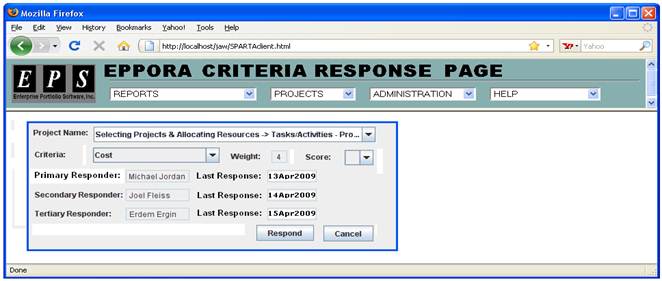 Mozilla Firefox
File Edit View History Bookmarks Yahoo! Tools Help
http://localhost/jaw/SPARTAclient.html
Yahoo
EPS
Enterprise Portfolio Software, Inc.
EPPORA CRITERIA RESPONSE PAGE
REPORTS PROJECTS ADMINISTRATION HELP
Project Name: Selecting Projects & Allocating Resources -> Tasks/Activities - Pro...
Criteria: Cost Weight: 4 Score:
Primary Responder: Michael Jordan Last Response: 13Apr2009
Secondary Responder: Joel Fleiss Last Response: 14Apr2009
Tertiary Responder: Erdem Ergin Last Response: 15Apr2009
Respond Cancel
Done